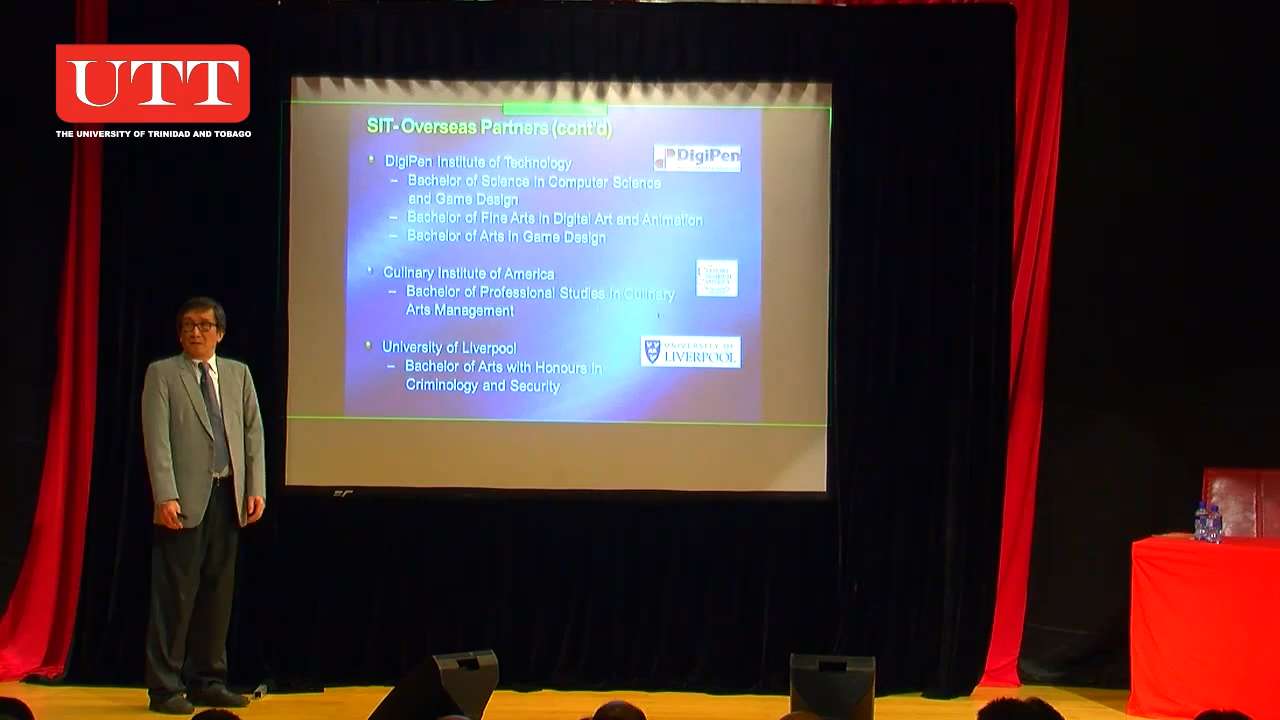 UTT
THE UNIVERSITY OF TRINIDAD AND TOBAGO
SIT- Overseas Partners (cont'd)
DigiPen Institute of Technology
DigiPen
– Bachelor of Science in Computer Science
and Game Design
– Bachelor of Fine Arts in Digital Art and Animation
– Bachelor of Arts in Game Design
Culinary Institute of America
– Bachelor of Professional Studies in Culinary
Arts Management
University of Liverpool
UNIVERSITY OF
LIVERPOOL
– Bachelor of Arts with Honours in
Criminology and Security